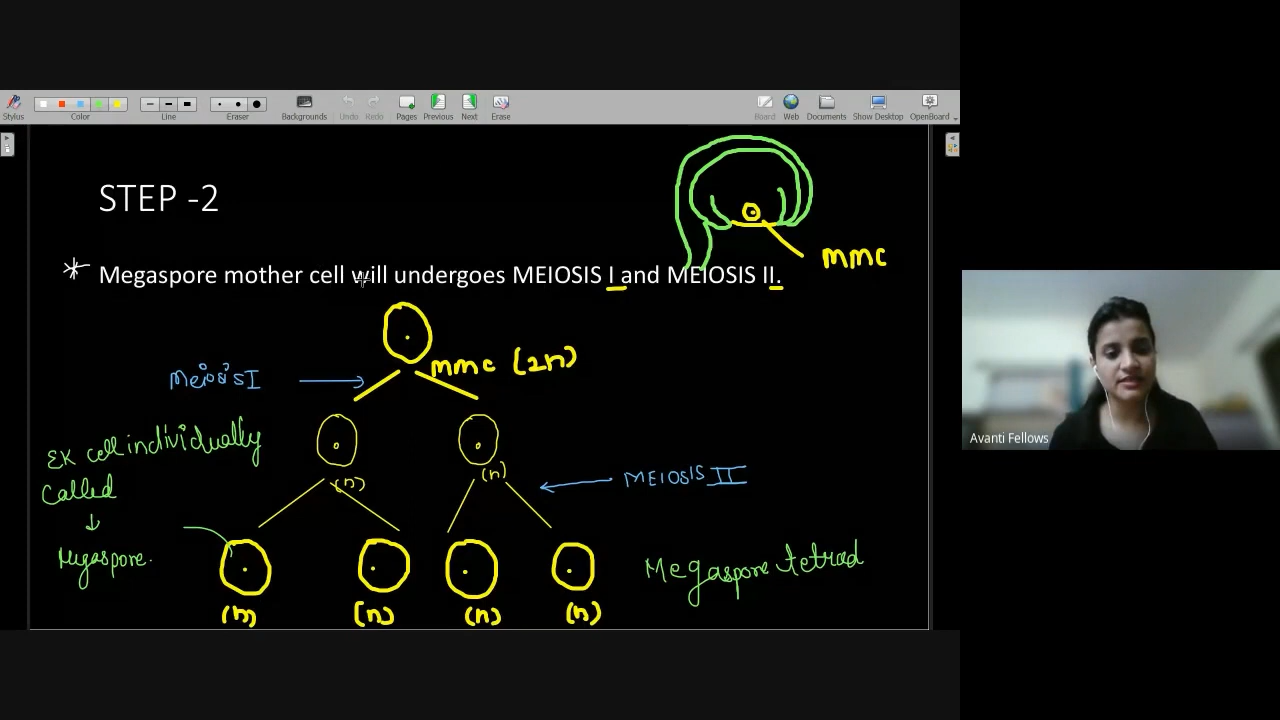 Stylus
Color
Line
Eraser
Backgrounds
Undo
Redo
Pages
Previous
Next
Erase
Board
Web
Documents
Show Desktop
OpenBoard
STEP -2
MMC
Megaspore mother cell will undergoes MEIOSIS I and MEIOSIS II.
MMC (2n)
Meiosis I
EK cell individually
called
(n)
(n)
MEIOSIS II
Megaspore.
Megaspore tetrad
(n)
(n)
(n)
(n)
Avanti Fellows